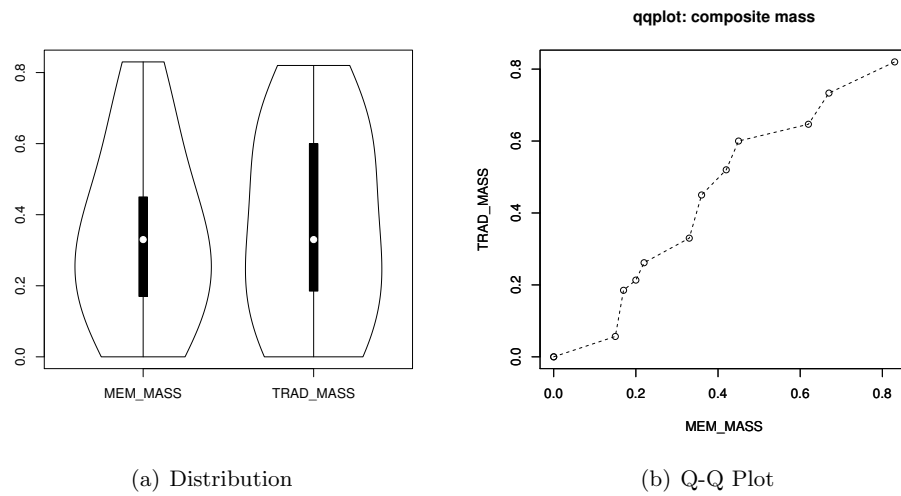 0.0 0.2 0.4 0.6 0.8
MEM_MASS TRAD_MASS
(a) Distribution
qqplot: composite mass
TRAD_MASS
0.0 0.2 0.4 0.6 0.8
0.0 0.2 0.4 0.6 0.8
MEM_MASS
(b) Q-Q Plot